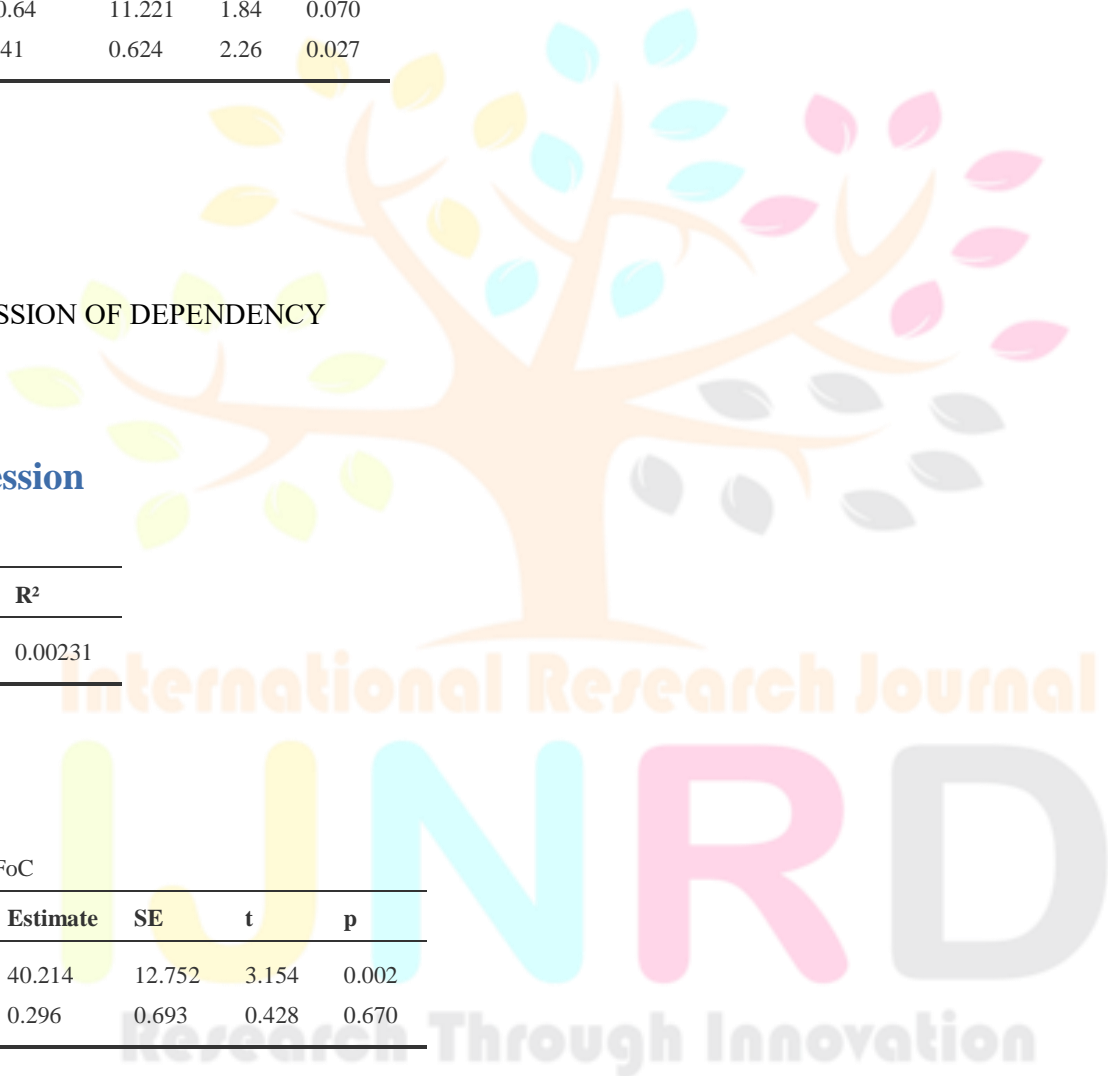 0.64 11.221 1.84 0.070
41 0.624 2.26 0.027
SSION OF DEPENDENCY
ession
R²
0.00231
International Research Journal
IJNRD
FoC
Estimate SE t p
40.214 12.752 3.154 0.002
0.296 0.693 0.428 0.670
Research Through Innovation